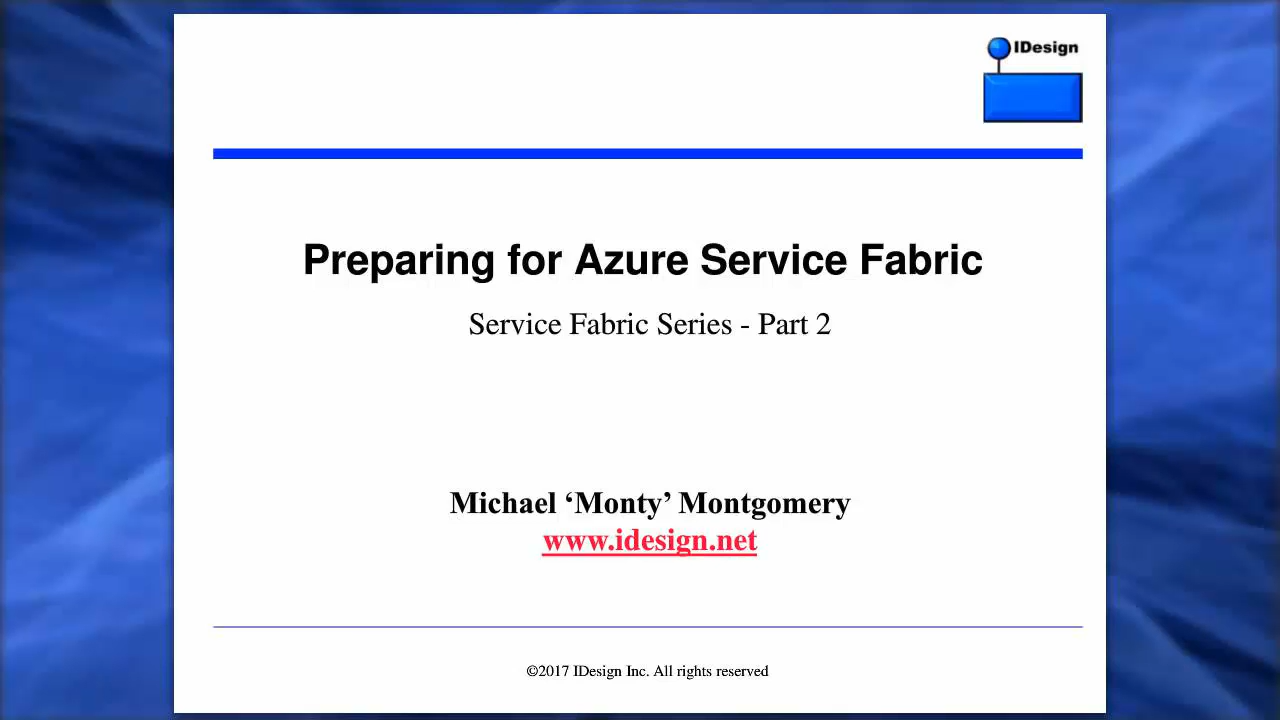 IDesign
Preparing for Azure Service Fabric
Service Fabric Series - Part 2
Michael ‘Monty’ Montgomery
www.idesign.net
©2017 IDesign Inc. All rights reserved